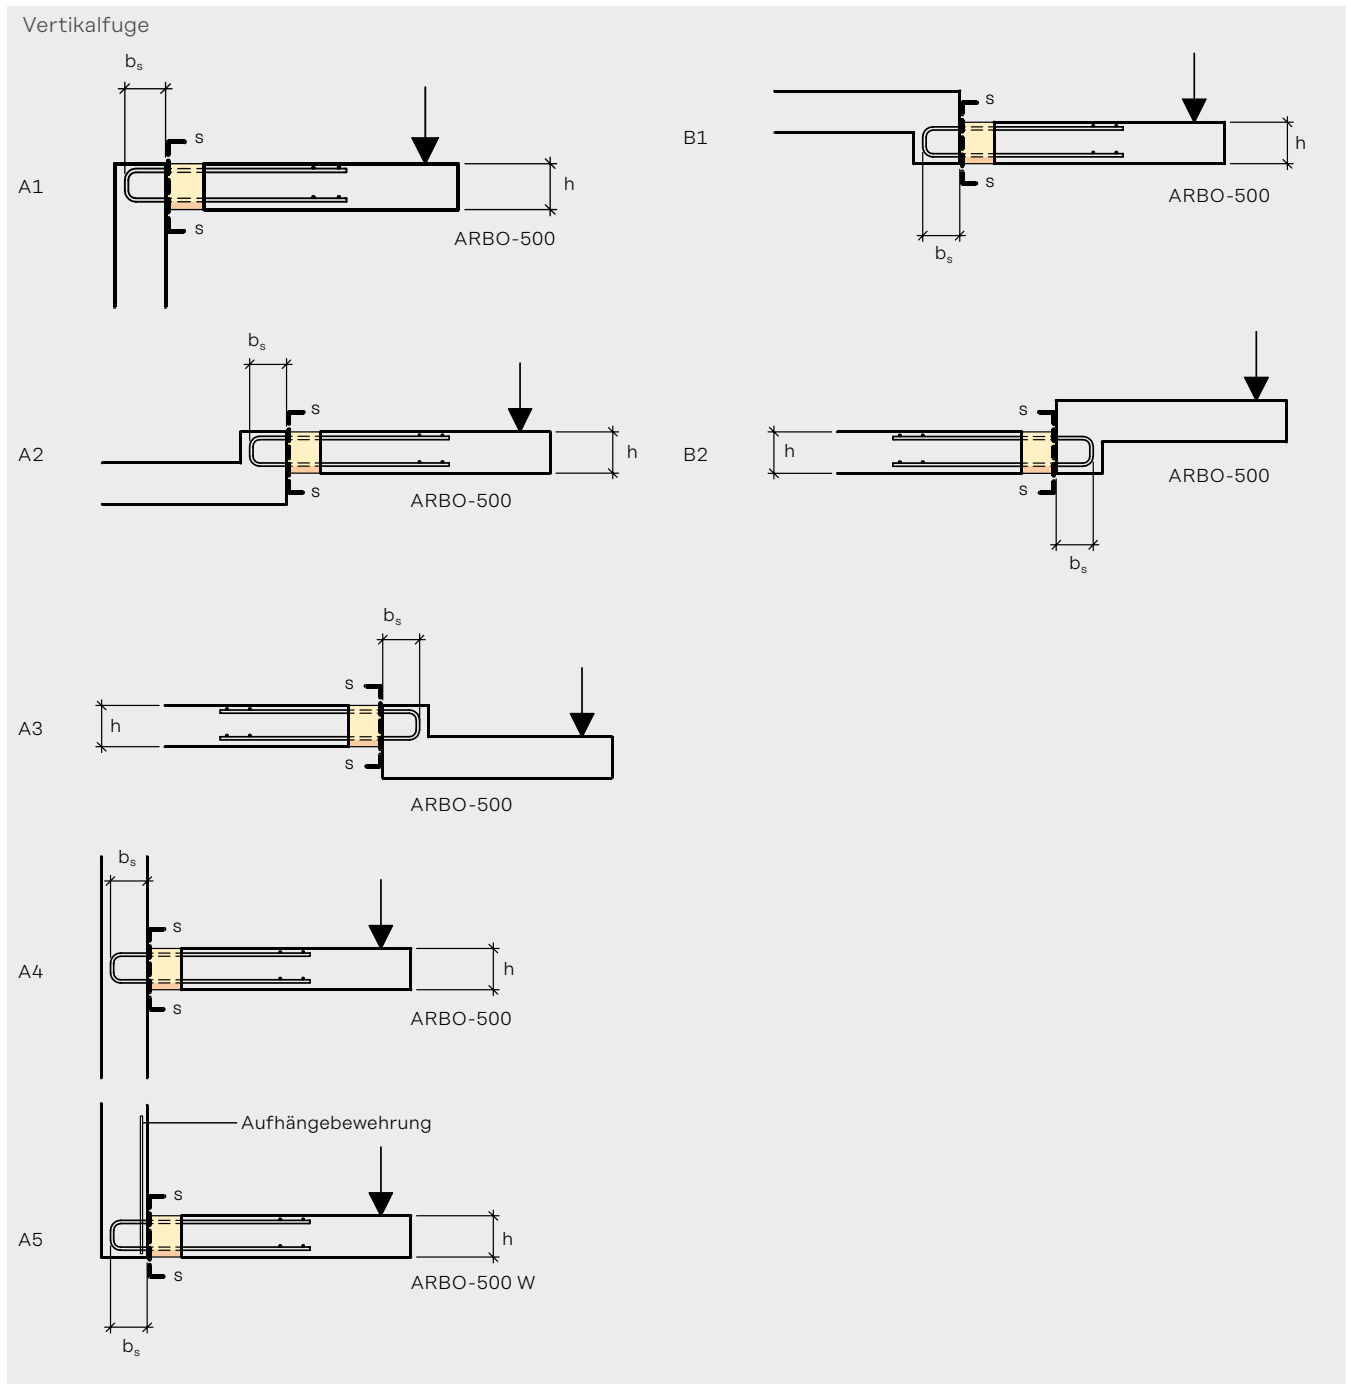 Vertikalfuge
A1
bₛ
s
s
h
ARBO-500
B1
s
s
h
ARBO-500
bₛ
A2
bₛ
s
s
h
ARBO-500
B2
h
s
s
ARBO-500
bₛ
A3
bₛ
h
s
s
ARBO-500
A4
bₛ
s
s
h
ARBO-500
A5
Aufhängebewehrung
s
s
h
ARBO-500 W
bₛ